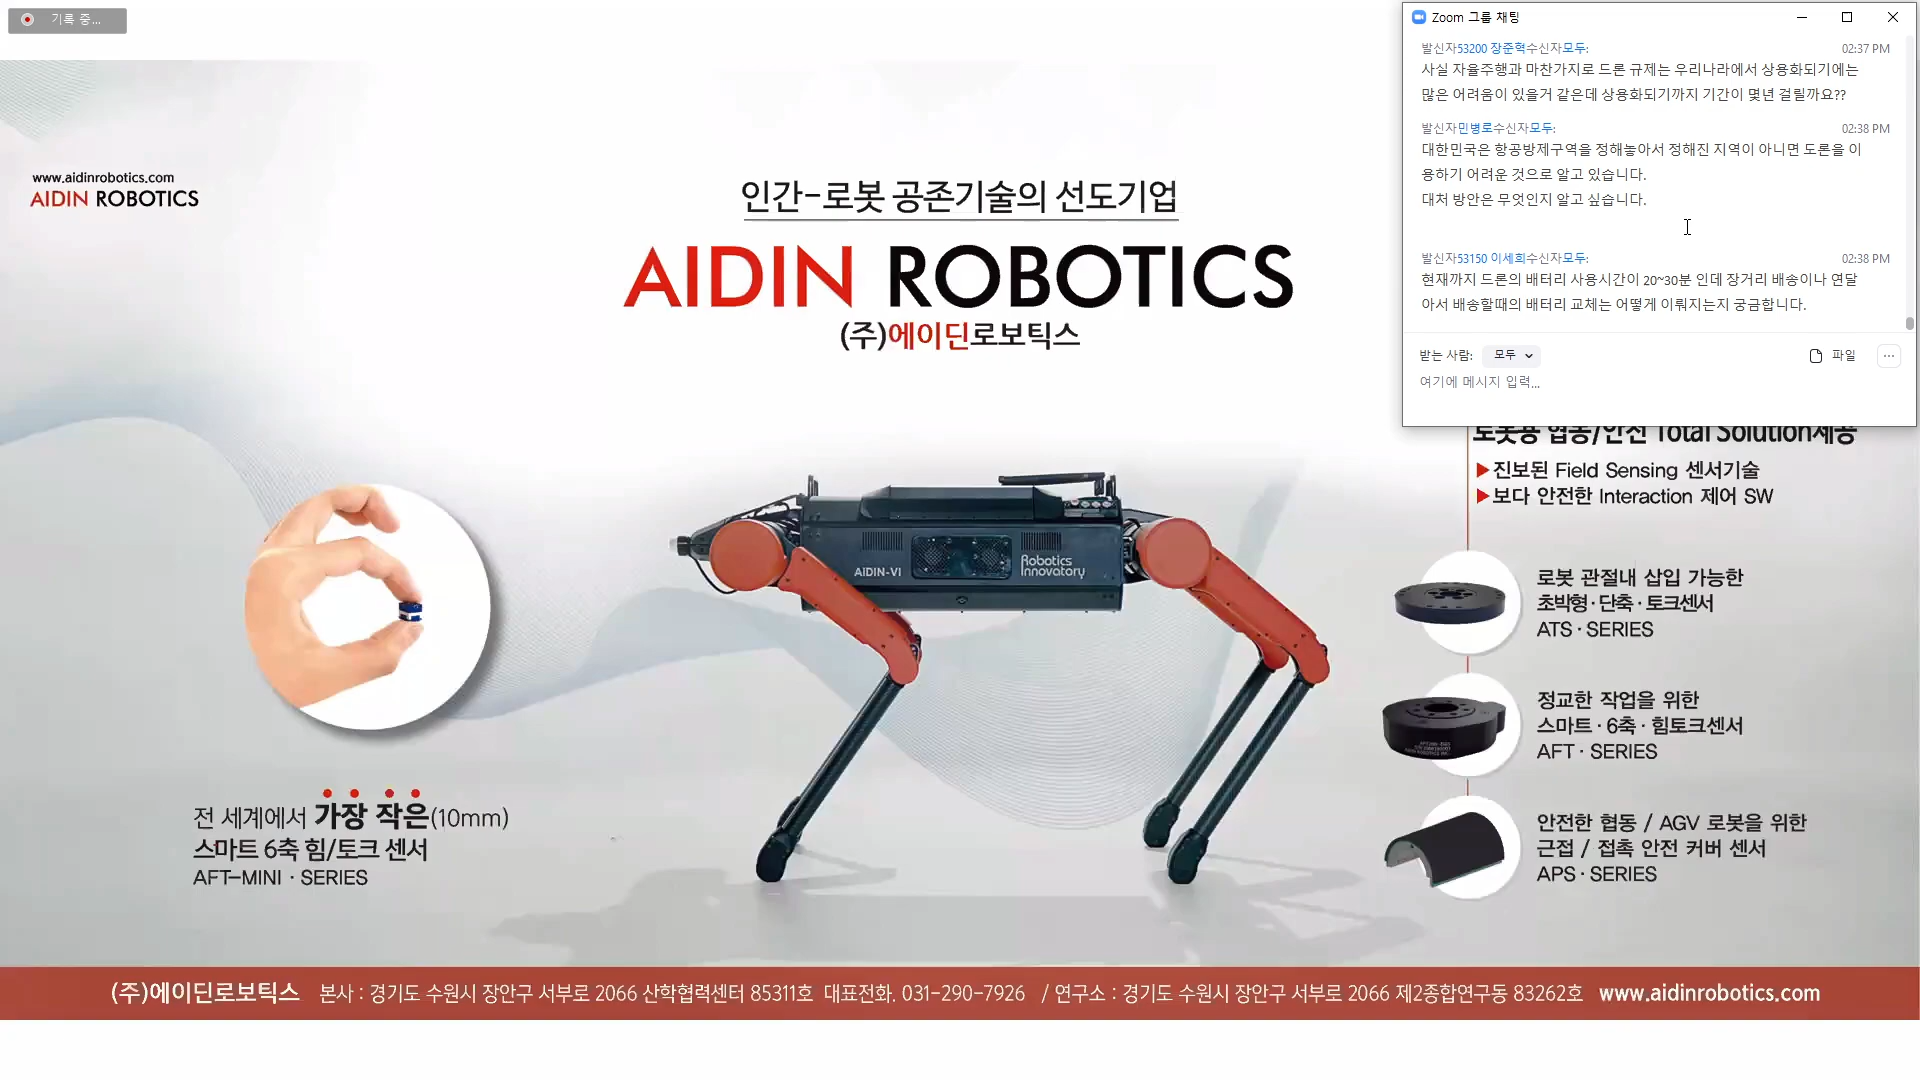 기록 중...
www.aidinrobotics.com
AIDIN ROBOTICS
인간-로봇 공존기술의 선도기업
AIDIN ROBOTICS
(주)에이딘로보틱스
Zoom 그룹 채팅
발신자53200 장준혁수신자모두:
02:37 PM
사실 자율주행과 마찬가지로 드론 규제는 우리나라에서 상용화되기에는
많은 어려움이 있을거 같은데 상용화되기까지 기간이 몇년 걸릴까요??
발신자민병로수신자모두:
02:38 PM
대한민국은 항공방제구역을 정해놓아서 정해진 지역이 아니면 도론을 이
용하기 어려운 것으로 알고 있습니다.
대처 방안은 무엇인지 알고 싶습니다.
발신자53150 이세희수신자모두:
02:38 PM
현재까지 드론의 배터리 사용시간이 20~30분 인데 장거리 배송이나 연달
아서 배송할때의 배터리 교체는 어떻게 이뤄지는지 궁금합니다.
받는 사람: 모두
파일
여기에 메시지 입력...
로봇용 협동/안전 Total Solution제공
▶진보된 Field Sensing 센서기술
▶보다 안전한 Interaction 제어 SW
AiDIN-VI
Robotics
Innovatory
로봇 관절내 삽입 가능한
초박형·단축·토크센서
ATS · SERIES
정교한 작업을 위한
스마트·6축·힘토크센서
AFT · SERIES
안전한 협동 / AGV 로봇을 위한
근접 / 접촉 안전 커버 센서
APS · SERIES
전 세계에서 가장 작은(10mm)
스마트 6축 힘/토크 센서
AFT-MINI · SERIES
(주)에이딘로보틱스 본사 : 경기도 수원시 장안구 서부로 2066 산학협력센터 85311호 대표전화. 031-290-7926 / 연구소 : 경기도 수원시 장안구 서부로 2066 제2종합연구동 83262호 www.aidinrobotics.com